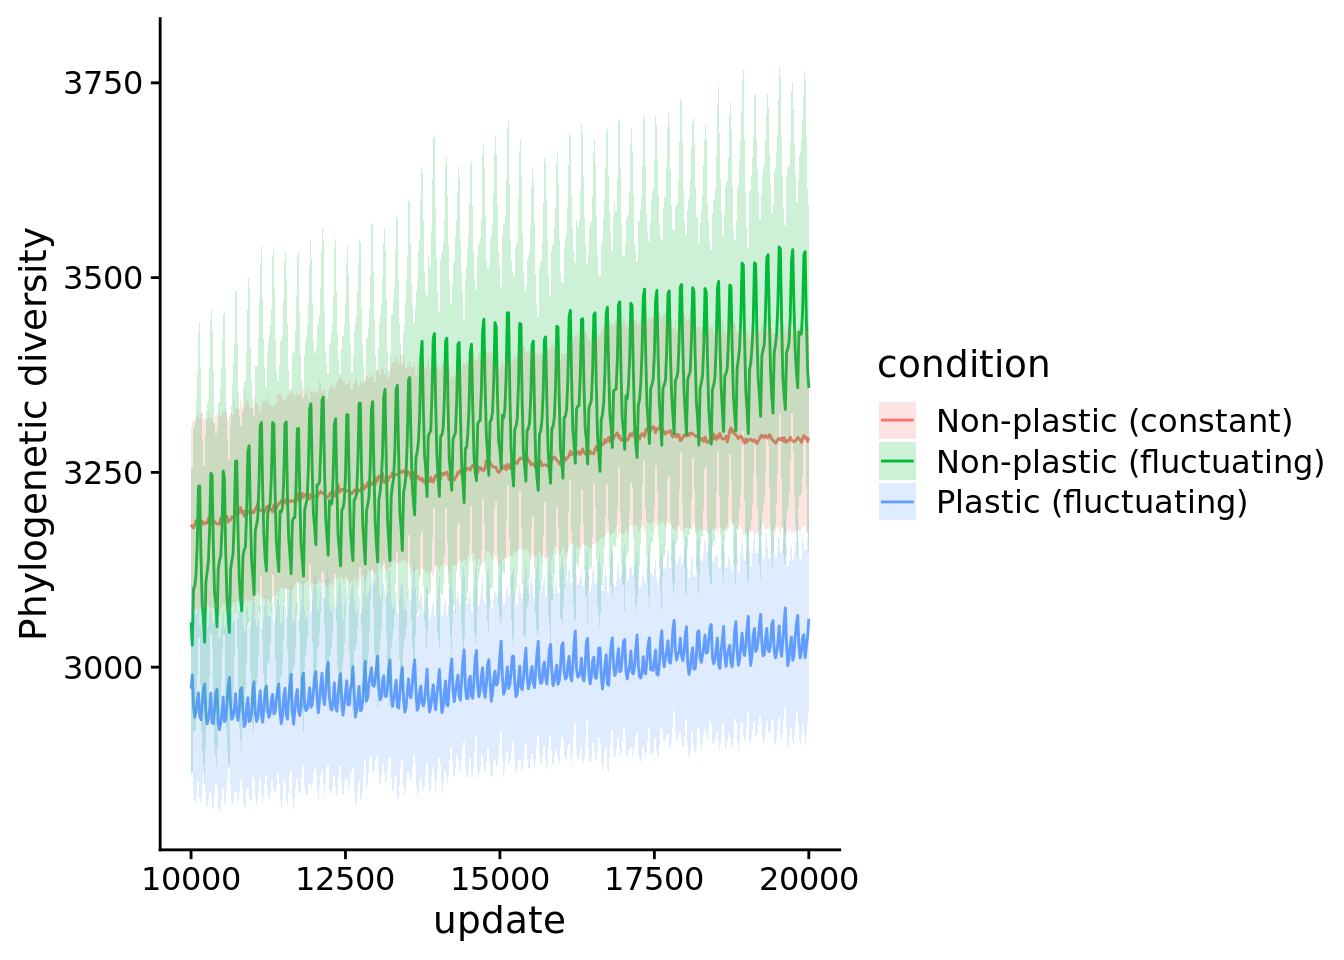 Phylogenetic diversity
3750
3500
3250
3000
10000 12500 15000 17500 20000
update
condition
Non-plastic (constant)
Non-plastic (fluctuating)
Plastic (fluctuating)